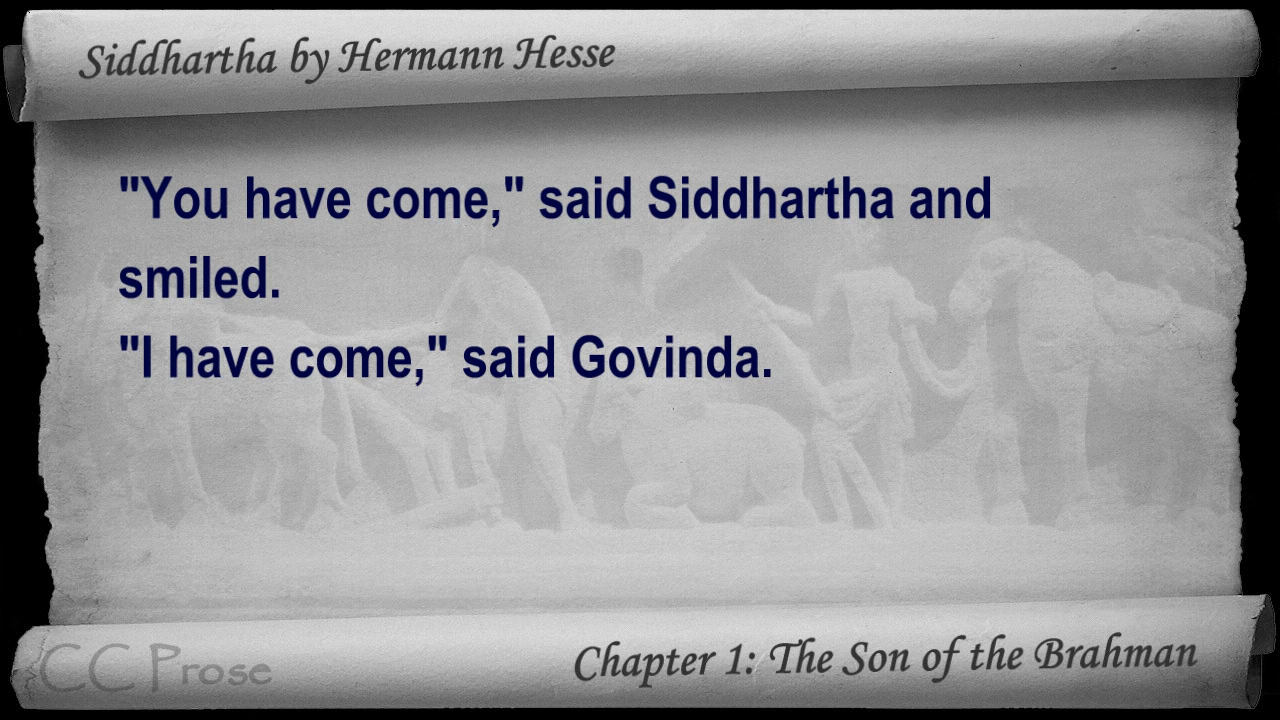 Siddhartha by Hermann Hesse
"You have come," said Siddhartha and
smiled.
"I have come," said Govinda.
CC Prose
Chapter 1: The Son of the Brahman